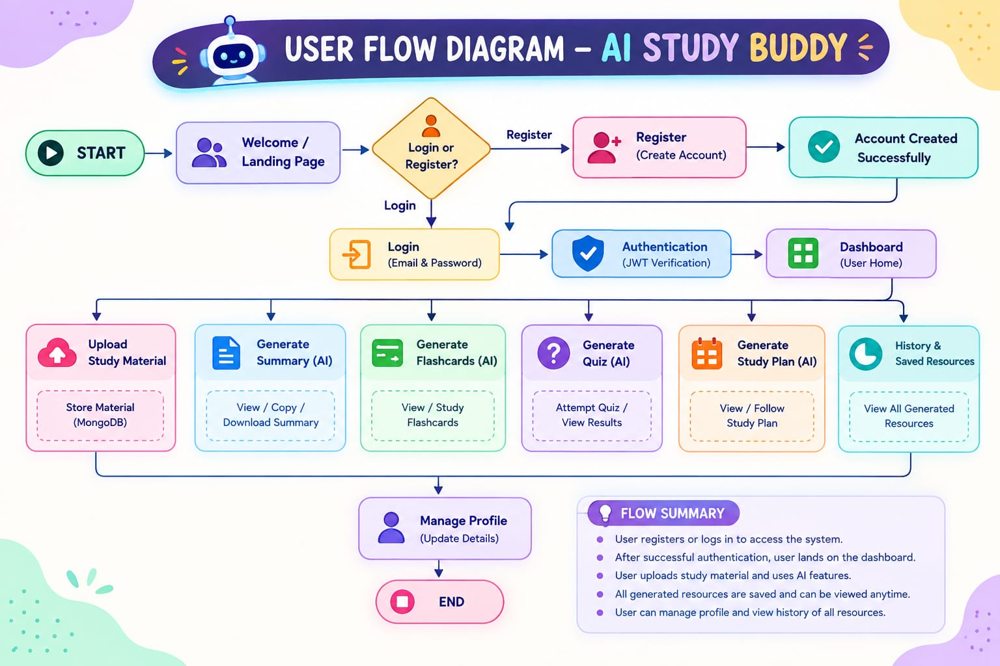 USER FLOW DIAGRAM – AI STUDY BUDDY
START
Welcome /
Landing Page
Login or
Register?
Register
Register
(Create Account)
Account Created
Successfully
Login
Login
(Email & Password)
Authentication
(JWT Verification)
Dashboard
(User Home)
Upload
Study Material
Store Material
(MongoDB)
Generate
Summary (AI)
View / Copy /
Download Summary
Generate
Flashcards (AI)
View / Study
Flashcards
Generate
Quiz (AI)
Attempt Quiz /
View Results
Generate
Study Plan (AI)
View / Follow
Study Plan
History &
Saved Resources
View All Generated
Resources
Manage Profile
(Update Details)
END
FLOW SUMMARY
User registers or logs in to access the system.
After successful authentication, user lands on the dashboard.
User uploads study material and uses AI features.
All generated resources are saved and can be viewed anytime.
User can manage profile and view history of all resources.